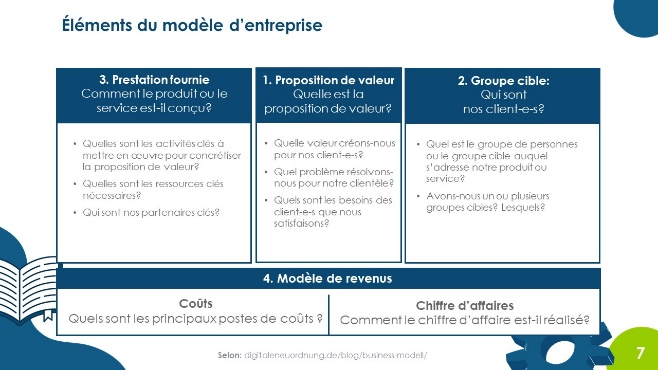 Éléments du modèle d'entreprise
3. Prestation fournie
Comment le produit ou le
service est-il conçu?
• Quelles sont les activités clés à
mettre en œuvre pour concrétiser
la proposition de valeur?
• Quelles sont les ressources clés
nécessaires?
• Qui sont nos partenaires clés?
1. Proposition de valeur
Quelle est la
proposition de valeur?
• Quelle valeur créons-nous
pour nos client-e-s?
• Quel problème résolvons-
nous pour notre clientèle?
• Quels sont les besoins des
client-e-s que nous
satisfaisons?
2. Groupe cible:
Qui sont
nos client-e-s?
• Quel est le groupe de personnes
ou le groupe cible auquel
s'adresse notre produit ou
service?
• Avons-nous un ou plusieurs
groupes cibles? Lesquels?
4. Modèle de revenus
Coûts
Quels sont les principaux postes de coûts ?
Chiffre d'affaires
Comment le chiffre d'affaire est-il réalisé?
Selon: digitaleneuordnung.de/blog/business-modell/
7